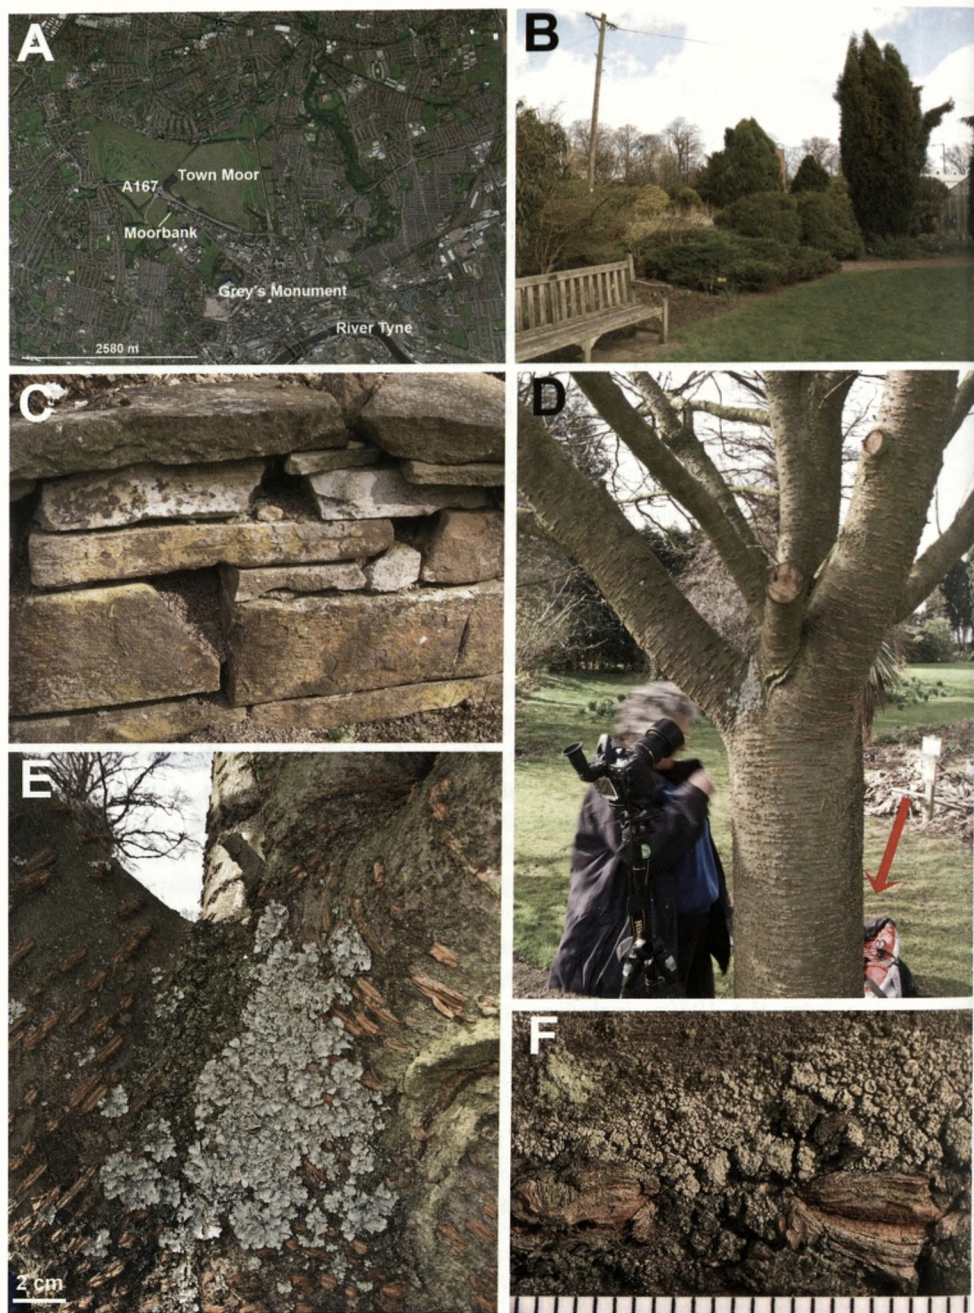 A
Town Moor
A167
Moorbank
Grey's Monument
River Tyne
2580 m
B
C
D
E
2 cm
F